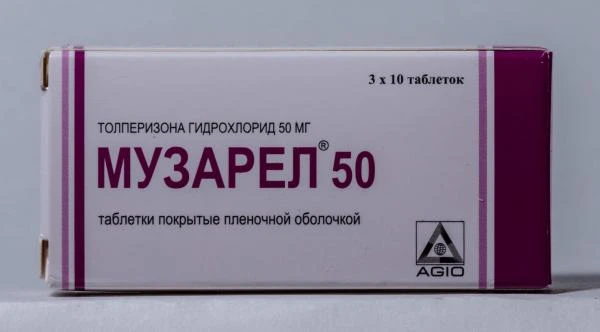 3 x 10 таблеток
ТОЛПЕРИЗОНА ГИДРОХЛОРИД 50 МГ
МУЗАРЕЛ® 50
таблетки покрытые пленочной оболочкой
AGIO